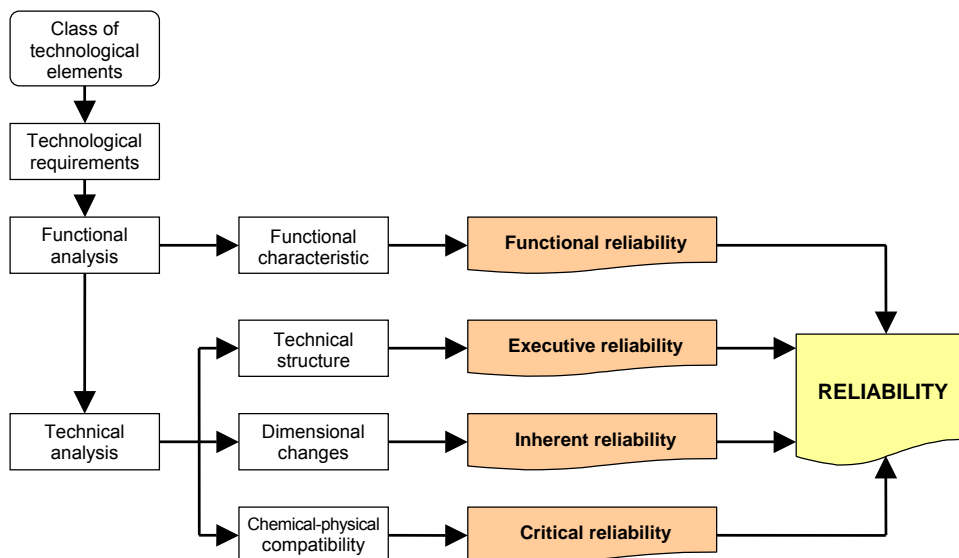 Class of
technological
elements
Technological
requirements
Functional
analysis
Functional
characteristic
Functional reliability
Technical
structure
Executive reliability
RELIABILITY
Technical
analysis
Dimensional
changes
Inherent reliability
Chemical-physical
compatibility
Critical reliability